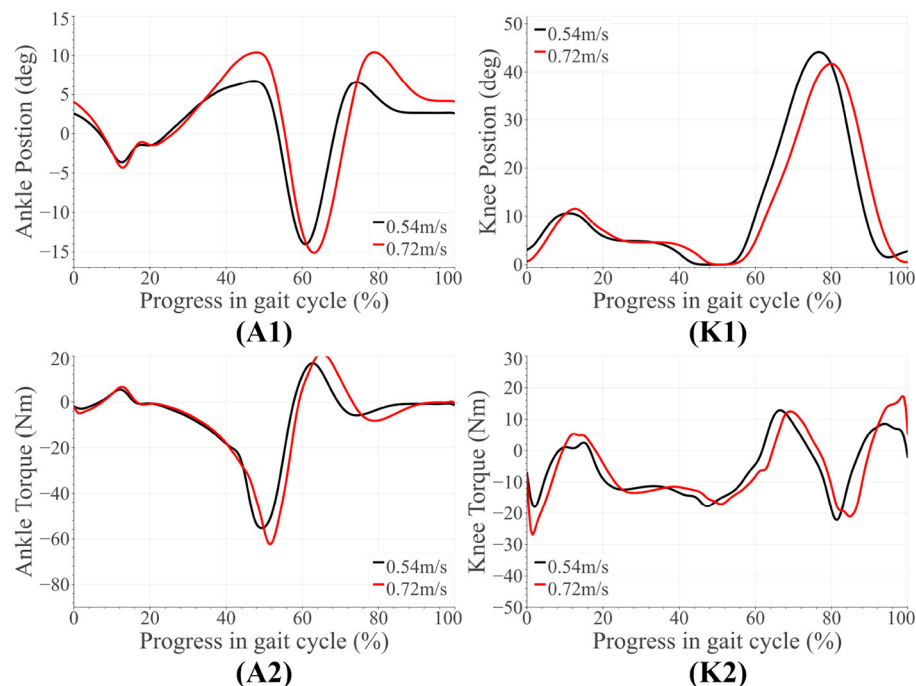 15
10
5
0
−5
−10
−15
Ankle Postion (deg)
0.54m/s
0.72m/s
0 20 40 60 80 100
Progress in gait cycle (%)
(A1)
50
40
30
20
10
0
Knee Postion (deg)
0.54m/s
0.72m/s
0 20 40 60 80 100
Progress in gait cycle (%)
(K1)
20
0
−20
−40
−60
−80
Ankle Torque (Nm)
0.54m/s
0.72m/s
0 20 40 60 80 100
Progress in gait cycle (%)
(A2)
30
20
10
0
−10
−20
−30
−40
−50
Knee Torque (Nm)
0.54m/s
0.72m/s
0 20 40 60 80 100
Progress in gait cycle (%)
(K2)